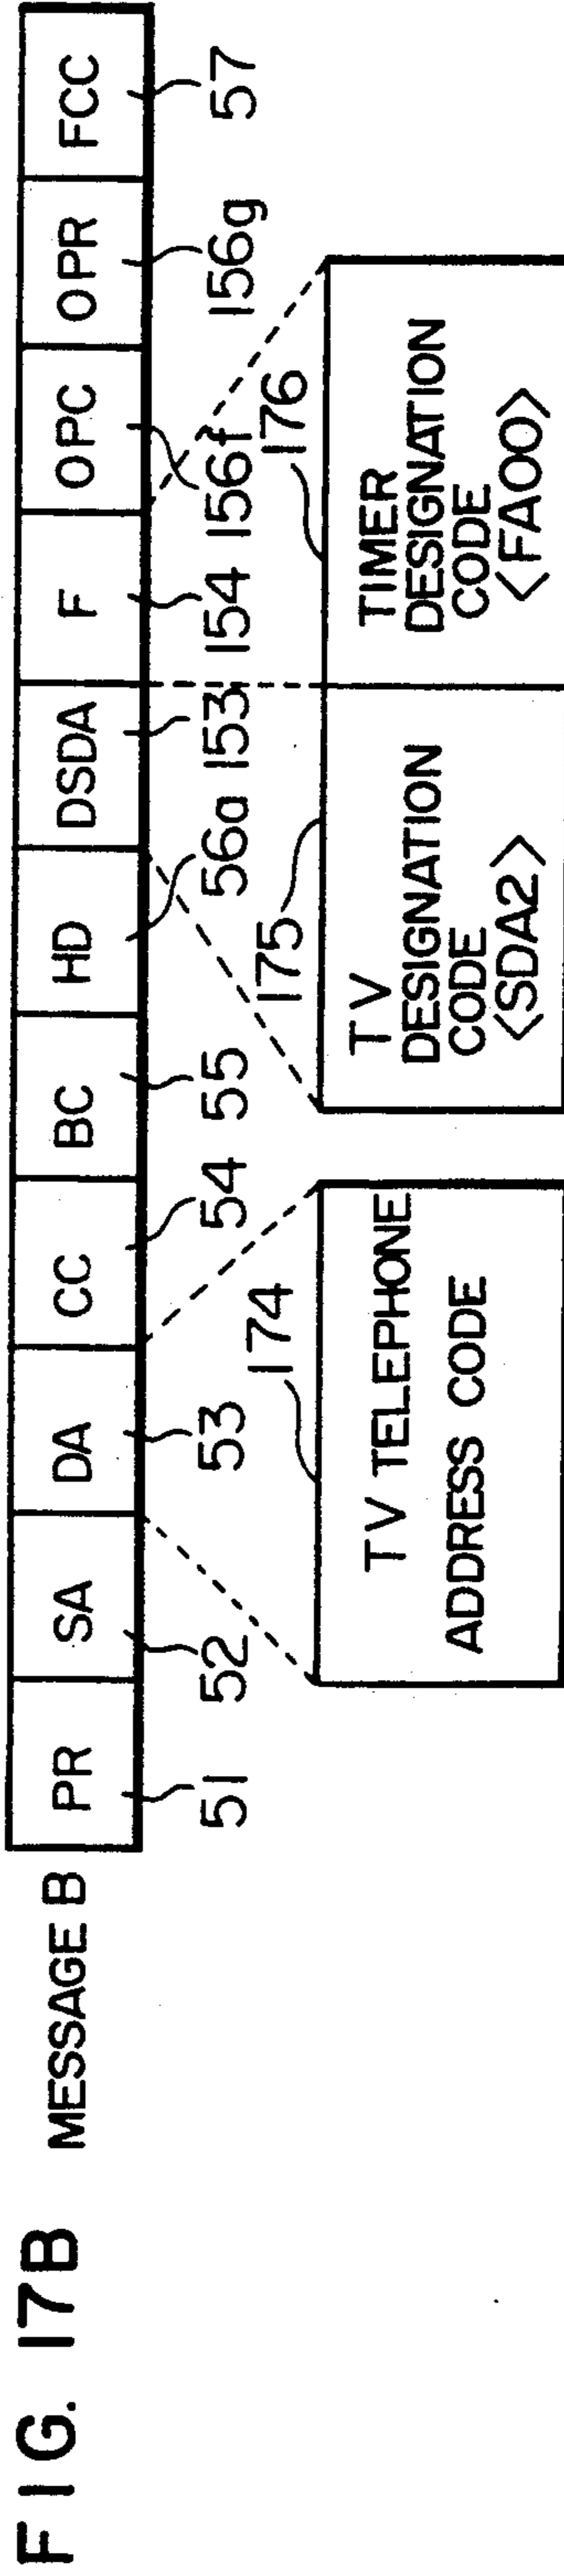 FIG. 17B
MESSAGE B
PR SA DA CC BC HD DSDA F OPC OPR FCC
51 52 53 54 55 56a 153 154 156f 156g 57
174 175 176
TV TELEPHONE
ADDRESS CODE
TV
DESIGNATION
CODE
<SDA2>
TIMER
DESIGNATION
CODE
<FA00>